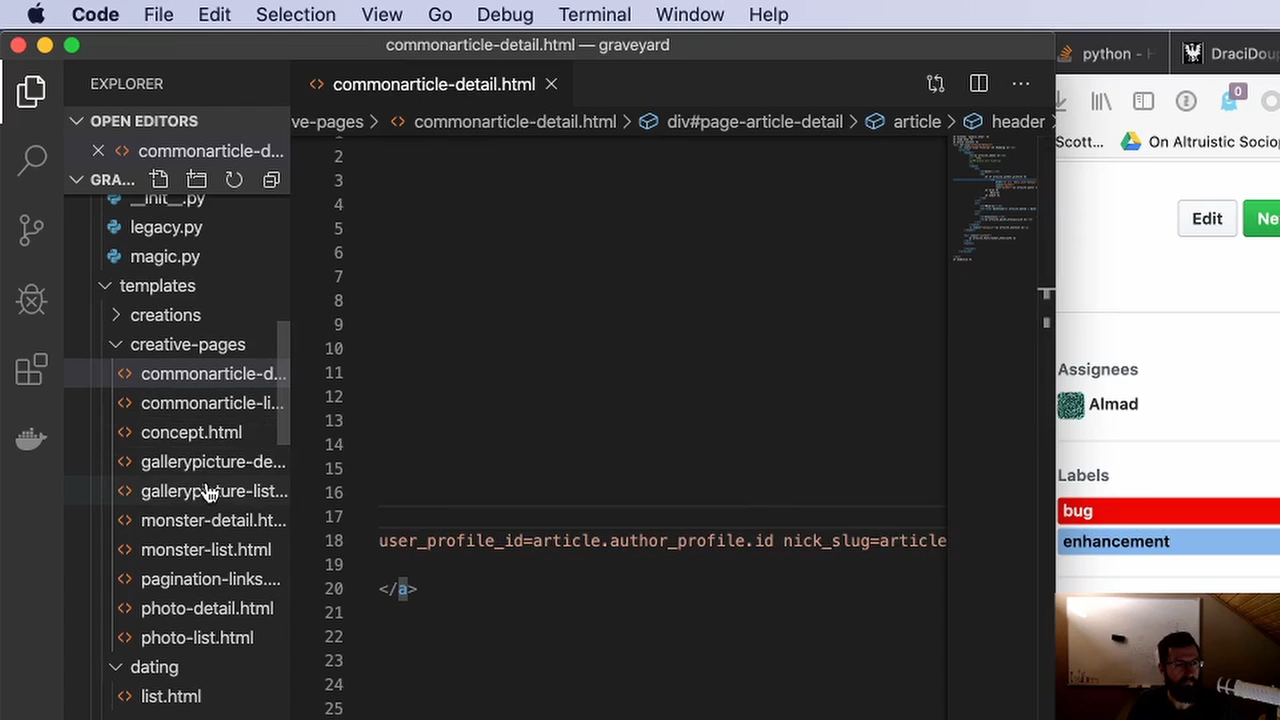 Code File Edit Selection View Go Debug Terminal Window Help
commonarticle-detail.html — graveyard
python - H
DraciDou
EXPLORER
commonarticle-detail.html
0
OPEN EDITORS
ve-pages > commonarticle-detail.html > div#page-article-detail > article > header
Scott...
On Altruistic Sociop
commonarticle-d...
GRA...
__init__.py
legacy.py
magic.py
templates
creations
creative-pages
commonarticle-d...
commonarticle-li...
concept.html
gallerypicture-de...
gallerypicture-list...
monster-detail.ht...
monster-list.html
pagination-links....
photo-detail.html
photo-list.html
dating
list.html
2
3
4
5
6
7
8
9
10
11
12
13
14
15
16
17
18 user_profile_id=article.author_profile.id nick_slug=article
19
20 </a>
21
22
23
24
25
Edit
Ne
Assignees
Almad
Labels
bug
enhancement